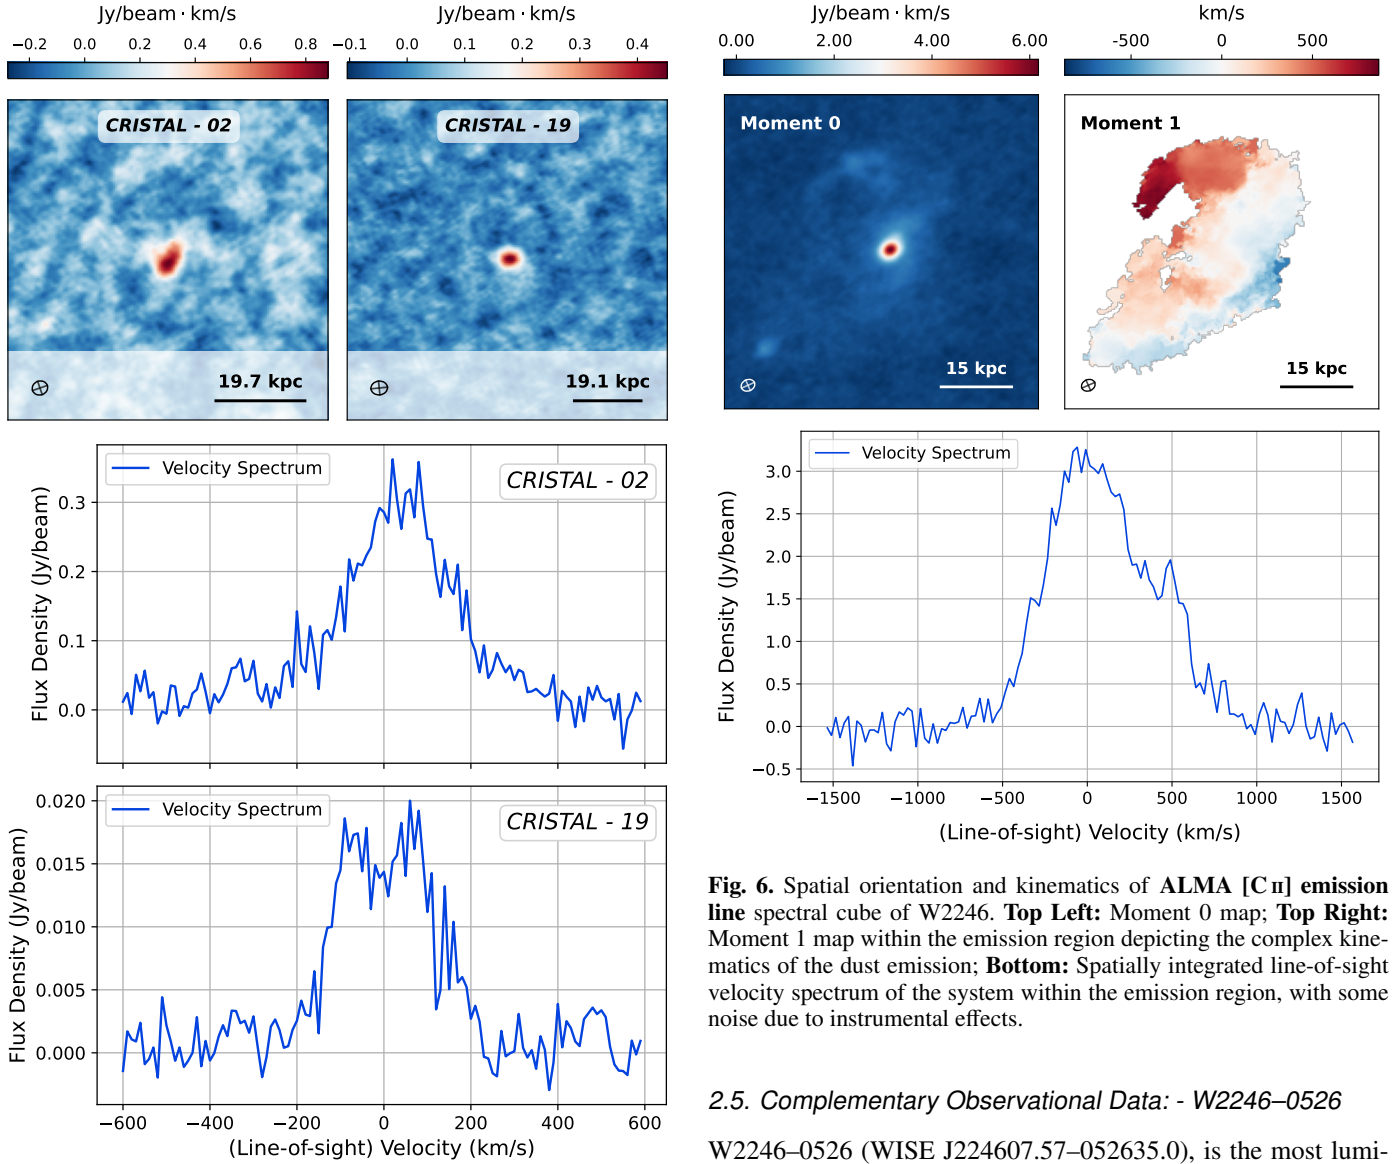 Jy/beam · km/s
−0.2 0.0 0.2 0.4 0.6 0.8
−0.1 0.0 0.1 0.2 0.3 0.4
CRISTAL - 02
CRISTAL - 19
19.7 kpc
19.1 kpc
Velocity Spectrum
CRISTAL - 02
Flux Density (Jy/beam)
0.3
0.2
0.1
0.0
Velocity Spectrum
CRISTAL - 19
Flux Density (Jy/beam)
0.020
0.015
0.010
0.005
0.000
−600 −400 −200 0 200 400 600
(Line-of-sight) Velocity (km/s)
Jy/beam · km/s
Jy/beam · km/s
km/s
0.00 2.00 4.00 6.00
-500 0 500
Moment 0
Moment 1
15 kpc
15 kpc
Velocity Spectrum
Flux Density (Jy/beam)
3.0
2.5
2.0
1.5
1.0
0.5
0.0
−0.5
−1500 −1000 −500 0 500 1000 1500
(Line-of-sight) Velocity (km/s)
Fig. 6. Spatial orientation and kinematics of ALMA [C II] emission
line spectral cube of W2246. Top Left: Moment 0 map; Top Right:
Moment 1 map within the emission region depicting the complex kine-
matics of the dust emission; Bottom: Spatially integrated line-of-sight
velocity spectrum of the system within the emission region, with some
noise due to instrumental effects.
2.5. Complementary Observational Data: - W2246–0526
W2246–0526 (WISE J224607.57–052635.0), is the most lumi-